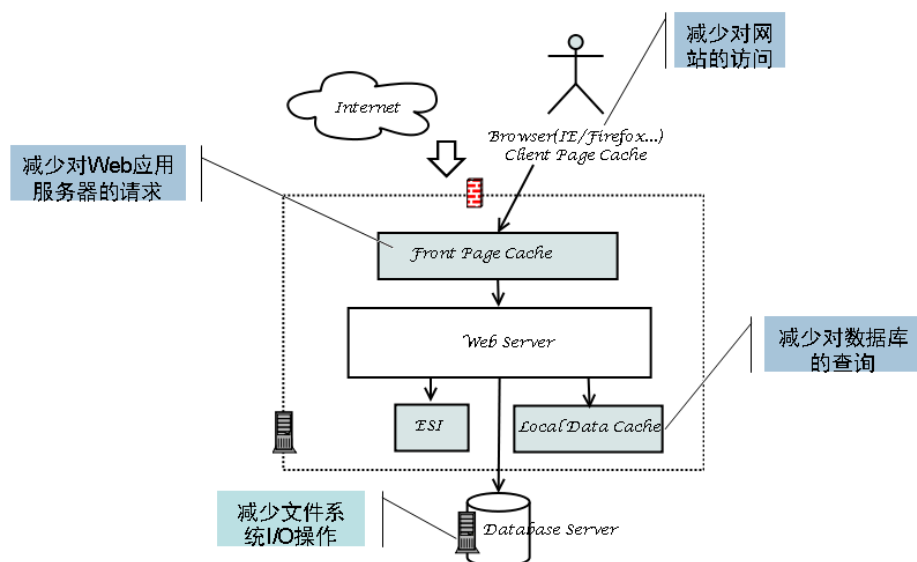 减少对网
站的访问
Internet
Browser(IE/Firefox...)
Client Page Cache
减少对Web应用
服务器的请求
Front Page Cache
Web Server
减少对数据库
的查询
ESI
Local Data Cache
减少文件系
统I/O操作
Database Server